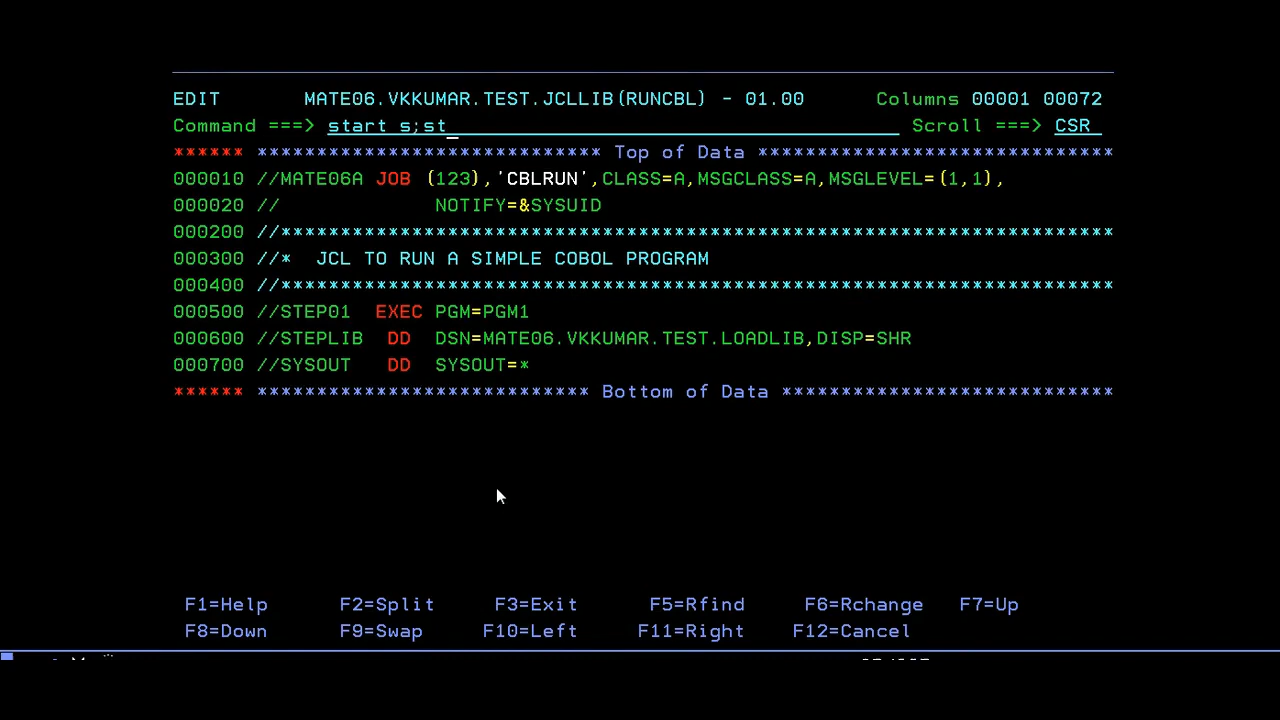 EDIT       MATE06.VKKUMAR.TEST.JCLLIB(RUNCBL) - 01.00      Columns 00001 00072
Command ===> start s;st                                       Scroll ===> CSR
****** ***************************** Top of Data ******************************
000010 //MATE06A JOB (123),'CBLRUN',CLASS=A,MSGCLASS=A,MSGLEVEL=(1,1),
000020 //             NOTIFY=&SYSUID
000200 //**********************************************************************
000300 //*  JCL TO RUN A SIMPLE COBOL PROGRAM
000400 //**********************************************************************
000500 //STEP01  EXEC PGM=PGM1
000600 //STEPLIB  DD  DSN=MATE06.VKKUMAR.TEST.LOADLIB,DISP=SHR
000700 //SYSOUT   DD  SYSOUT=*
****** **************************** Bottom of Data ****************************
F1=Help      F2=Split     F3=Exit      F5=Rfind     F6=Rchange   F7=Up
F8=Down      F9=Swap     F10=Left     F11=Right    F12=Cancel